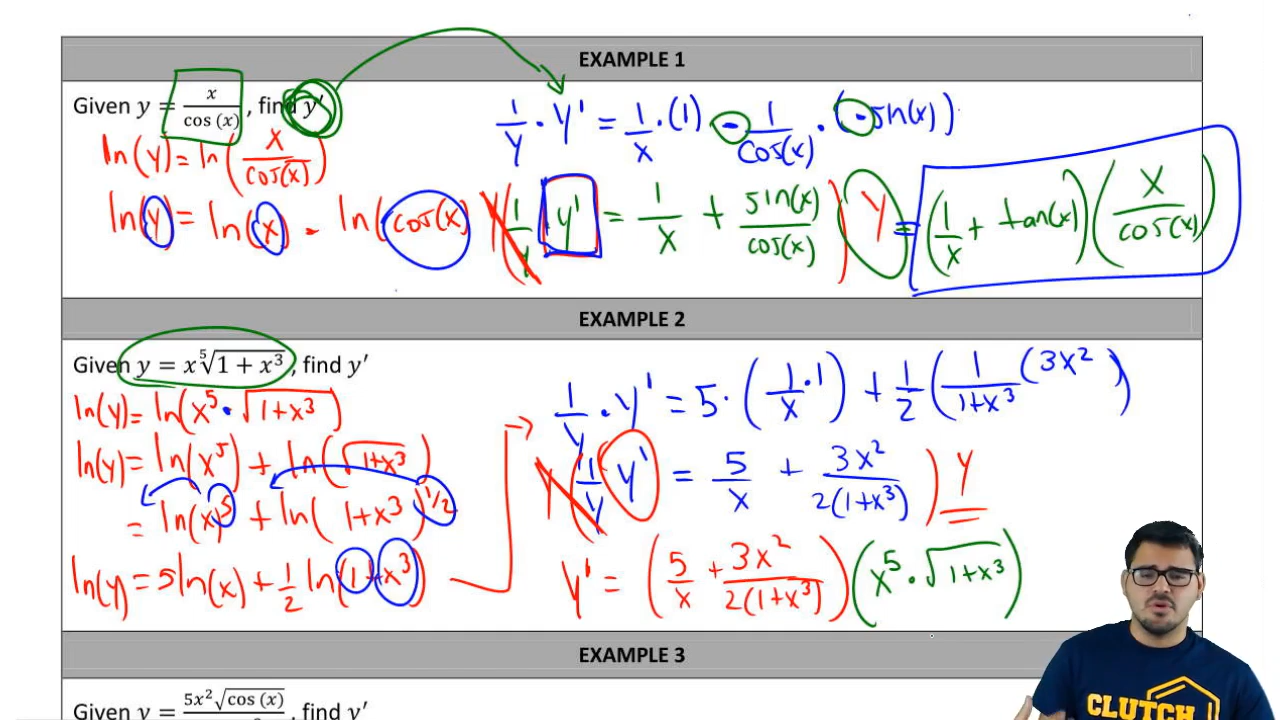 EXAMPLE 1
Given y = x / cos (x), find y′
ln(y) = ln(x / cos(x))
ln(y) = ln(x) - ln(cos(x))
1/y · y' = 1/x · (1) - 1/cos(x) · (-sin(x))
y(1/y y' = 1/x + sin(x)/cos(x)) y = (1/x + tan(x))(x/cos(x))
EXAMPLE 2
Given y = x ⁵√(1 + x³), find y′
ln(y) = ln(x⁵ · √(1+x³))
ln(y) = ln(x⁵) + ln(√(1+x³))
= ln(x)⁵ + ln(1+x³)^1/2
ln(y) = 5ln(x) + 1/2 ln(1+x³)
1/y · y' = 5 · (1/x · 1) + 1/2 (1/(1+x³) (3x²))
y(1/y y' = 5/x + 3x²/2(1+x³)) y
y' = (5/x + 3x²/2(1+x³))(x⁵ · √(1+x³))
EXAMPLE 3
Given y = 5x²√cos (x), find y′
CLUTCH